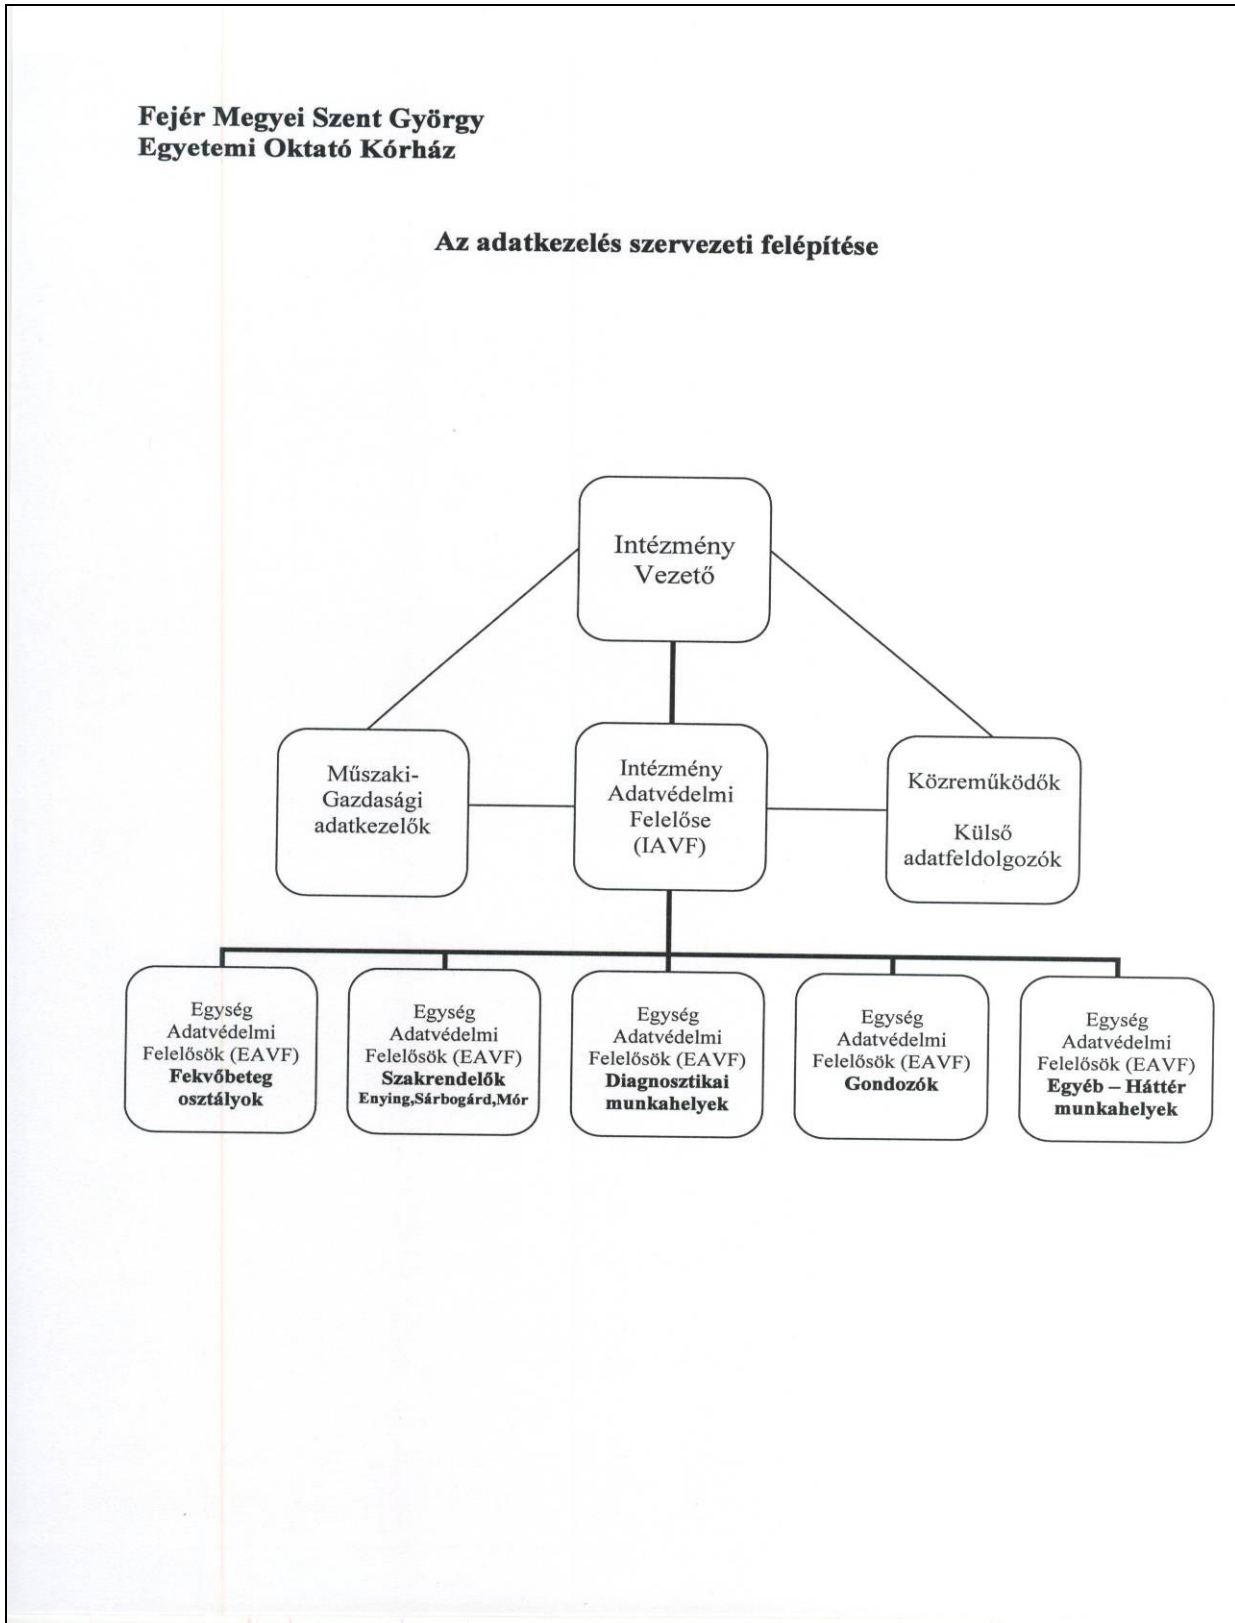 Fejér Megyei Szent György
Egyetemi Oktató Kórház
Az adatkezelés szervezeti felépítése
Intézmény
Vezető
Műszaki-
Gazdasági
adatkezelők
Intézmény
Adatvédelmi
Felelőse
(IAVF)
Közreműködők
Külső
adatfeldolgozók
Egység
Adatvédelmi
Felelősök (EAVF)
Fekvőbeteg
osztályok
Egység
Adatvédelmi
Felelősök (EAVF)
Szakrendelők
Enying,Sárbogárd,Mór
Egység
Adatvédelmi
Felelősök (EAVF)
Diagnosztikai
munkahelyek
Egység
Adatvédelmi
Felelősök (EAVF)
Gondozók
Egység
Adatvédelmi
Felelősök (EAVF)
Egyéb – Háttér
munkahelyek